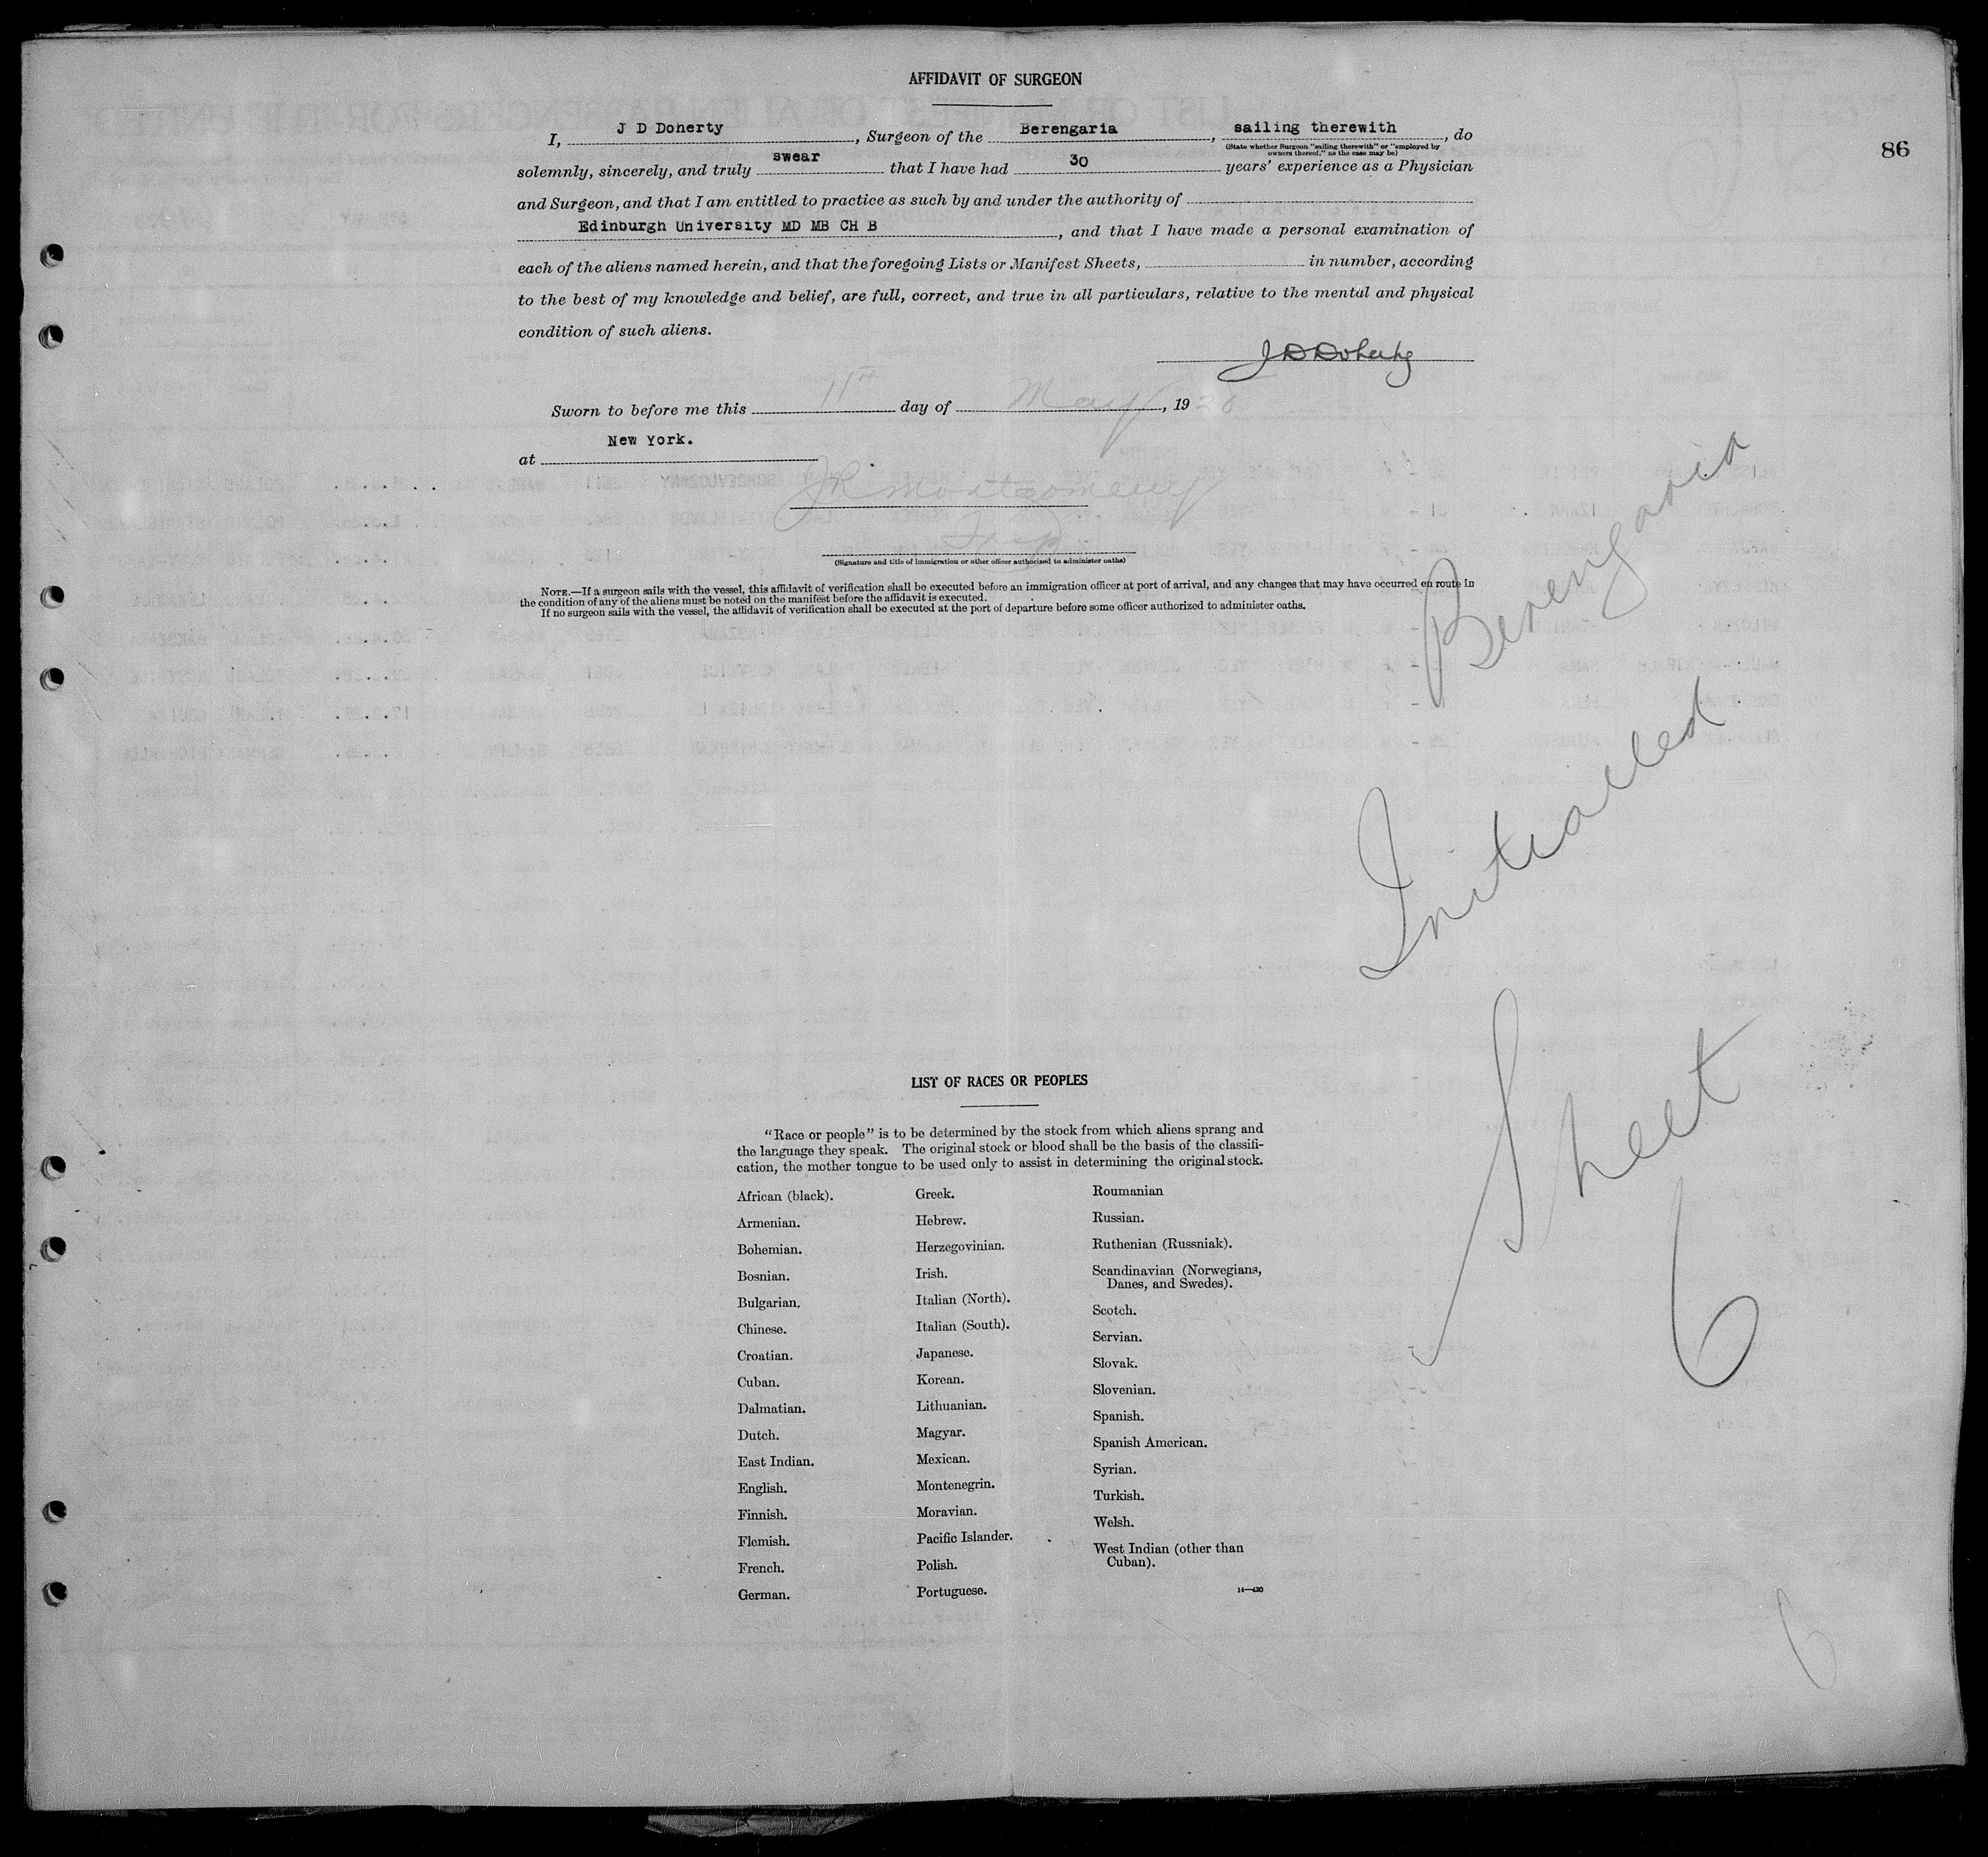 AFFIDAVIT OF SURGEON
86
I, J D Doherty, Surgeon of the Berengaria, sailing therewith, do
(State whether Surgeon "sailing therewith" or "employed by
owners thereof," as the case may be)
solemnly, sincerely, and truly swear that I have had 30 years' experience as a Physician
and Surgeon, and that I am entitled to practice as such by and under the authority of
Edinburgh University MD MB CH B, and that I have made a personal examination of
each of the aliens named herein, and that the foregoing Lists or Manifest Sheets, in number, according
to the best of my knowledge and belief, are full, correct, and true in all particulars, relative to the mental and physical
condition of such aliens.
J D Doherty
Sworn to before me this 11th day of May, 1928
at New York.
JR Montgomery
Insp
(Signature and title of immigration or other officer authorized to administer oaths)
NOTE.—If a surgeon sails with the vessel, this affidavit of verification shall be executed before an immigration officer at port of arrival, and any changes that may have occurred en route in
the condition of any of the aliens must be noted on the manifest before the affidavit is executed.
If no surgeon sails with the vessel, the affidavit of verification shall be executed at the port of departure before some officer authorized to administer oaths.
Berengaria
Initialled
Sheet
6
LIST OF RACES OR PEOPLES
"Race or people" is to be determined by the stock from which aliens sprang and
the language they speak. The original stock or blood shall be the basis of the classifi-
cation, the mother tongue to be used only to assist in determining the original stock.
African (black).
Armenian.
Bohemian.
Bosnian.
Bulgarian.
Chinese.
Croatian.
Cuban.
Dalmatian.
Dutch.
East Indian.
English.
Finnish.
Flemish.
French.
German.
Greek.
Hebrew.
Herzegovinian.
Irish.
Italian (North).
Italian (South).
Japanese.
Korean.
Lithuanian.
Magyar.
Mexican.
Montenegrin.
Moravian.
Pacific Islander.
Polish.
Portuguese.
Roumanian
Russian.
Ruthenian (Russniak).
Scandinavian (Norwegians,
Danes, and Swedes).
Scotch.
Servian.
Slovak.
Slovenian.
Spanish.
Spanish American.
Syrian.
Turkish.
Welsh.
West Indian (other than
Cuban).
14—430
6